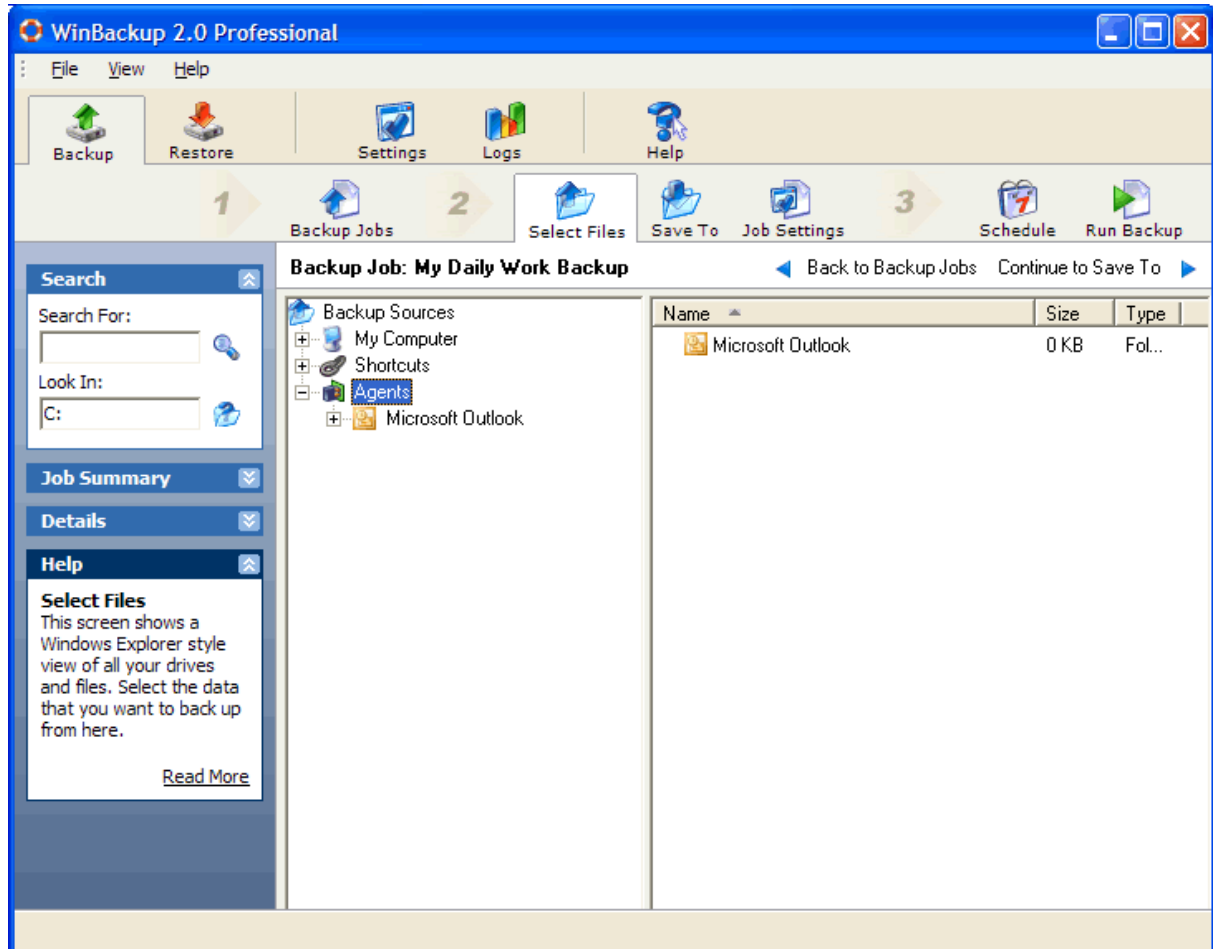 WinBackup 2.0 Professional
File View Help
Backup Restore Settings Logs Help
1 Backup Jobs 2 Select Files Save To Job Settings 3 Schedule Run Backup
Backup Job: My Daily Work Backup Back to Backup Jobs Continue to Save To
Search
Search For:
Look In:
C:
Job Summary
Details
Help
Select Files
This screen shows a
Windows Explorer style
view of all your drives
and files. Select the data
that you want to back up
from here.
Read More
Backup Sources
My Computer
Shortcuts
Agents
Microsoft Outlook
Name Size Type
Microsoft Outlook 0 KB Fol...